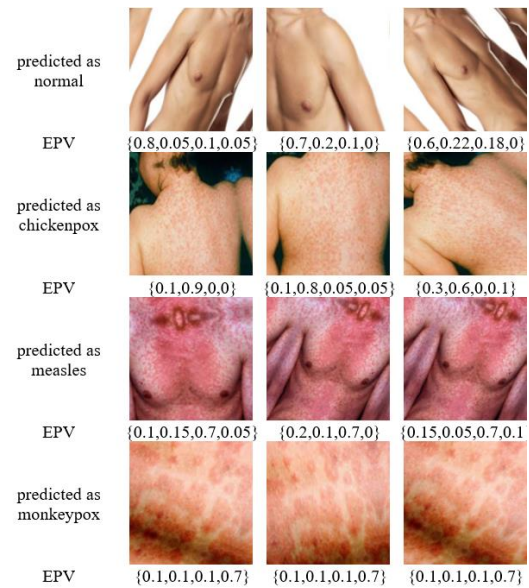 predicted as
normal
EPV {0.8,0.05,0.1,0.05} {0.7,0.2,0.1,0} {0.6,0.22,0.18,0}
predicted as
chickenpox
EPV {0.1,0.9,0,0} {0.1,0.8,0.05,0.05} {0.3,0.6,0,0.1}
predicted as
measles
EPV {0.1,0.15,0.7,0.05} {0.2,0.1,0.7,0} {0.15,0.05,0.7,0.1}
predicted as
monkeypox
{0.1,0.1,0.1,0.7} {0.1,0.1,0.1,0.7} {0.1,0.1,0.1,0.7}